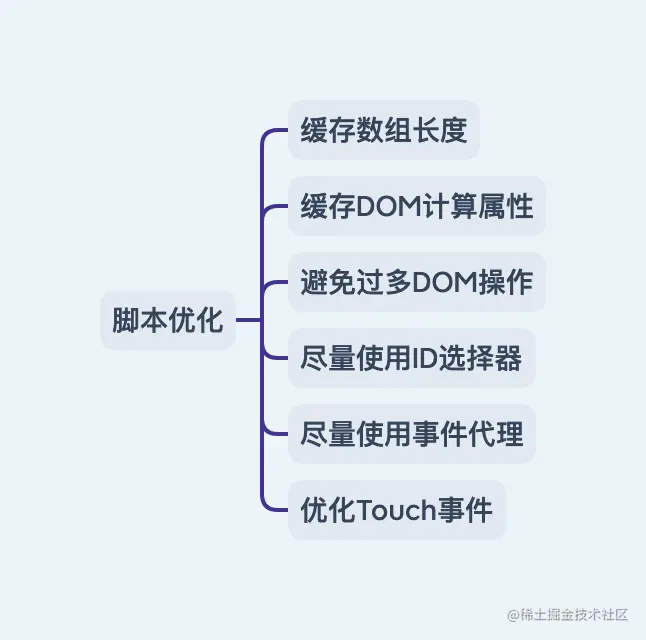 缓存数组长度
缓存DOM计算属性
避免过多DOM操作
脚本优化
尽量使用ID选择器
尽量使用事件代理
优化Touch事件
@稀土掘金技术社区